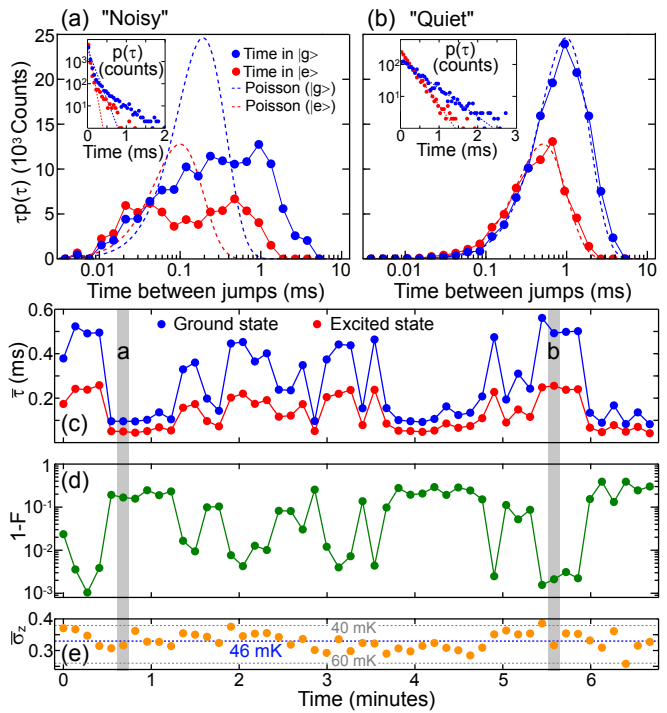 (a) "Noisy"
(b) "Quiet"
25
20
15
10
5
0
τp(τ) (10³ Counts)
p(τ)
(counts)
10³
10²
10¹
0 1 2
Time (ms)
Time in |g>
Time in |e>
Poisson (|g>)
Poisson (|e>)
p(τ)
(counts)
10²
10¹
0 1 2 3
Time (ms)
0.01 0.1 1 10
Time between jumps (ms)
0.01 0.1 1 10
Time between jumps (ms)
τ̅ (ms)
0.6
0.4
0.2
Ground state
Excited state
a
b
(c)
1-F
1
10⁻¹
10⁻²
10⁻³
(d)
σ̅z
0.4
0.3
40 mK
46 mK
60 mK
(e)
0 1 2 3 4 5 6
Time (minutes)